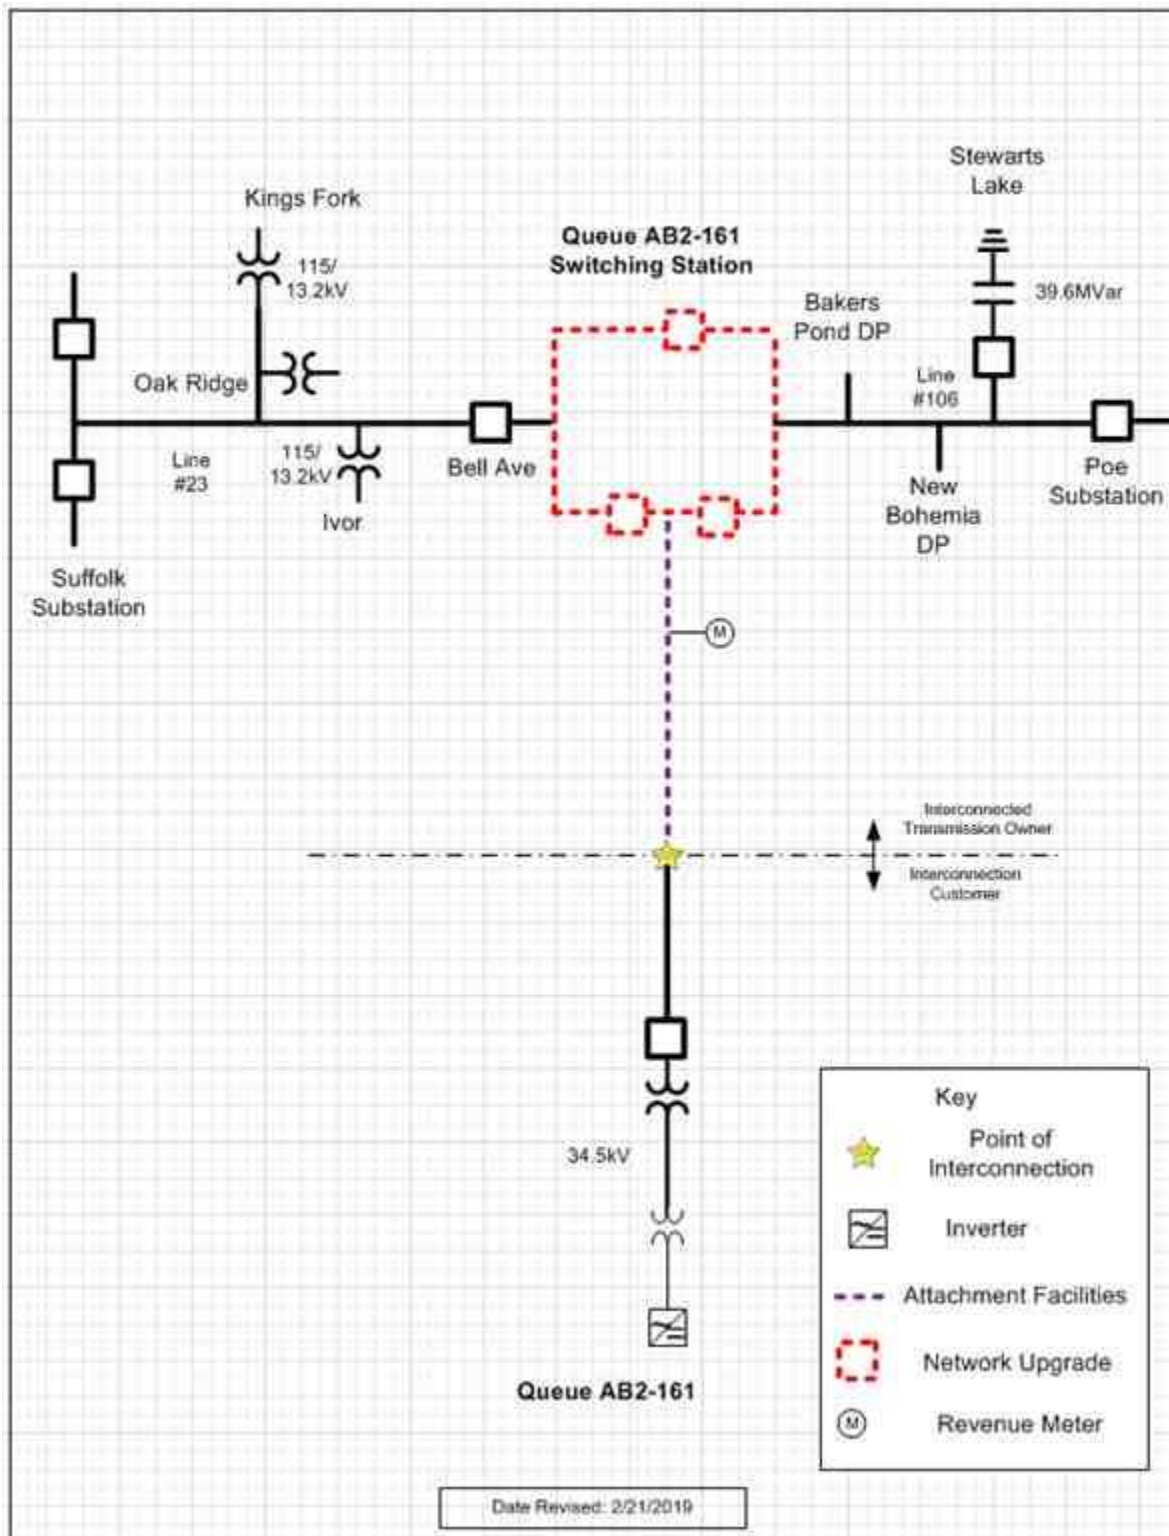 Stewarts
Lake
Kings Fork
115/
13.2kV
Queue AB2-161
Switching Station
39.6MVar
Bakers
Pond DP
Oak Ridge
Line
#106
Line
#23
115/
13.2kV
Bell Ave
Poe
Substation
Ivor
New
Bohemia
DP
Suffolk
Substation
M
Interconnected
Transmission Owner
Interconnection
Customer
34.5kV
Queue AB2-161
Key
Point of
Interconnection
Inverter
Attachment Facilities
Network Upgrade
M
Revenue Meter
Date Revised: 2/21/2019